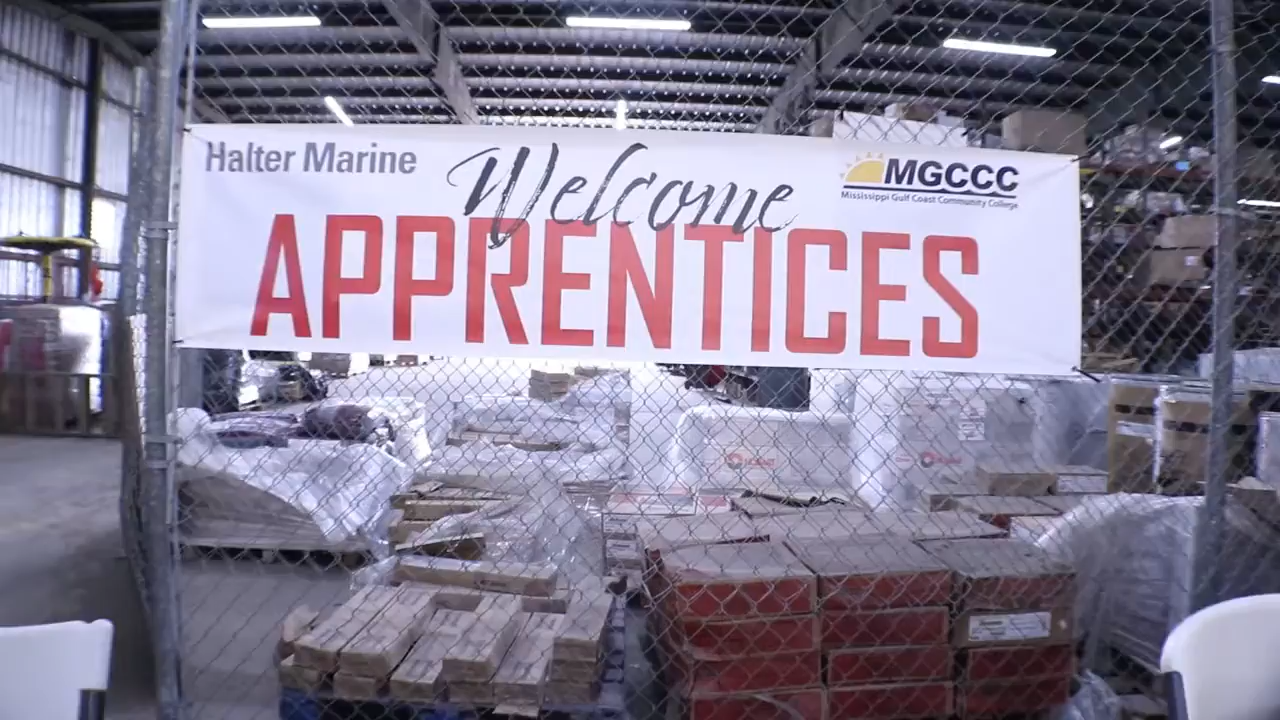 Halter Marine
Welcome
MGCCC
Mississippi Gulf Coast Community College
APPRENTICES